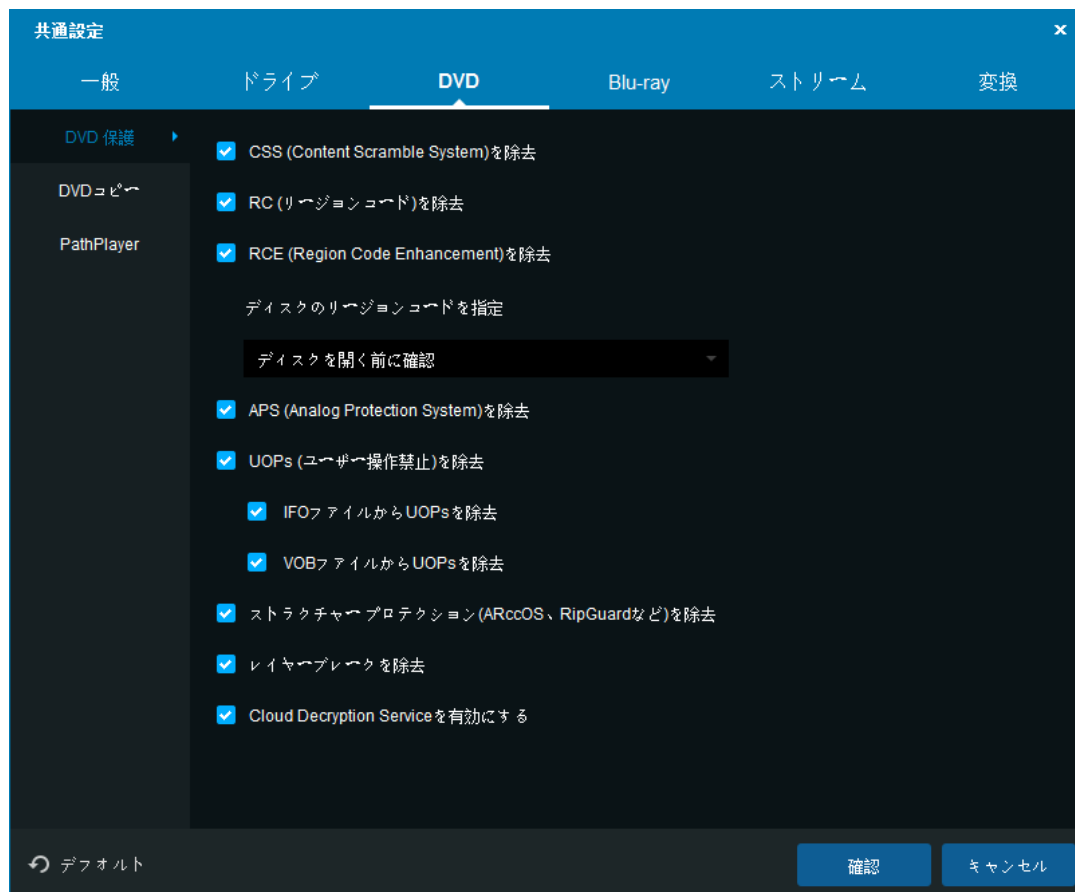 共通設定
一般 ドライブ DVD Blu-ray ストリーム 変換
DVD 保護
DVDコピー
PathPlayer
CSS (Content Scramble System)を除去
RC (リージョンコード)を除去
RCE (Region Code Enhancement)を除去
ディスクのリージョンコードを指定
ディスクを開く前に確認
APS (Analog Protection System)を除去
UOPs (ユーザー操作禁止)を除去
IFOファイルからUOPsを除去
VOBファイルからUOPsを除去
ストラクチャープロテクション(ARccOS、RipGuardなど)を除去
レイヤーブレークを除去
Cloud Decryption Serviceを有効にする
デフォルト
確認 キャンセル